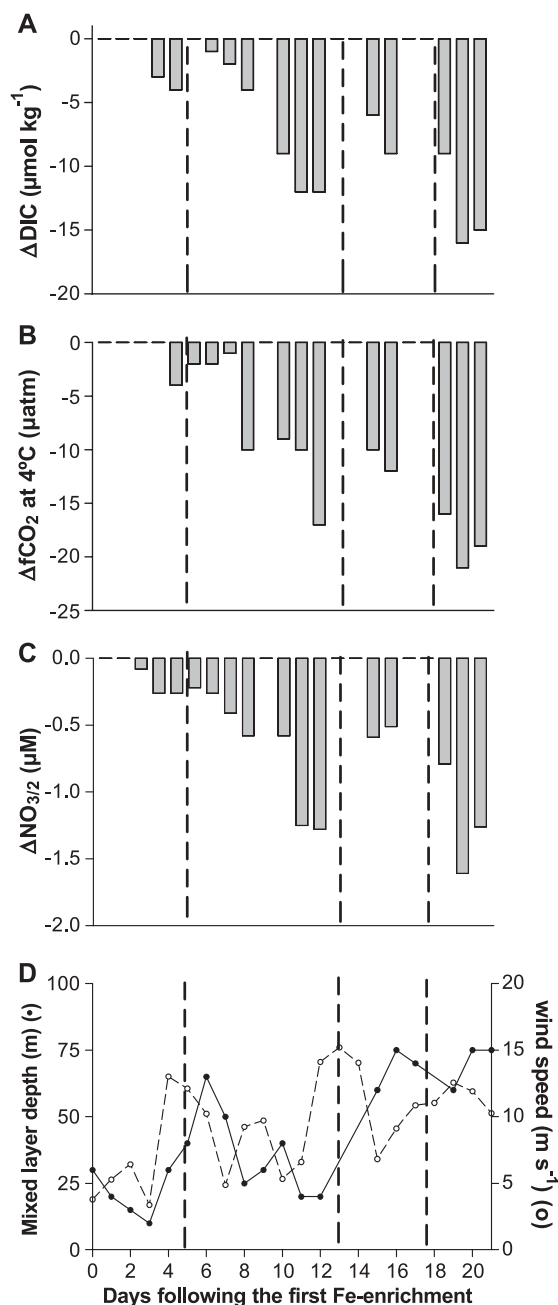 A
0
-5
-10
-15
-20
ΔDIC (µmol kg⁻¹)
B
0
-5
-10
-15
-20
-25
ΔfCO₂ at 4ºC (µatm)
C
0.0
-0.5
-1.0
-1.5
-2.0
ΔNO₃/₂ (µM)
D
100
75
50
25
0
Mixed layer depth (m) (•)
20
15
10
5
0
wind speed (m s⁻¹) (o)
0 2 4 6 8 10 12 14 16 18 20
Days following the first Fe-enrichment